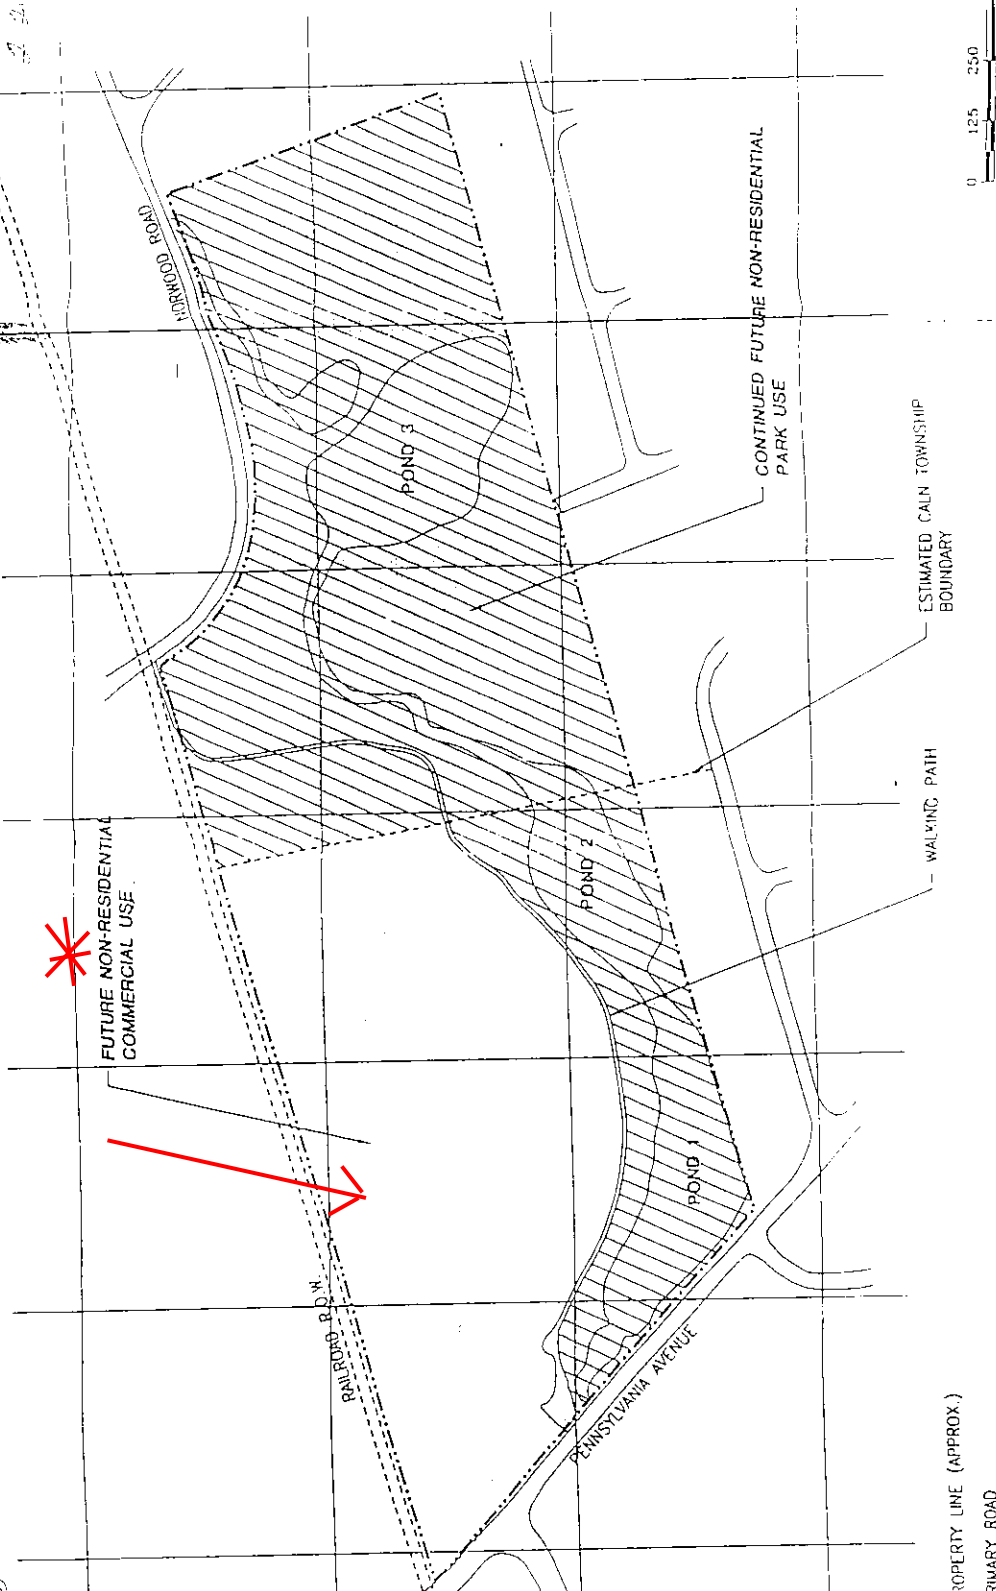 NORWOOD ROAD
POND 3
CONTINUED FUTURE NON-RESIDENTIAL
PARK USE
ESTIMATED CALN TOWNSHIP
BOUNDARY
POND 2
WALKING PATH
FUTURE NON-RESIDENTIAL
COMMERCIAL USE
POND 1
RAILROAD R.O.W.
PENNSYLVANIA AVENUE
0 125 250
ROPERTY LINE (APPROX.)
RIMARY ROAD